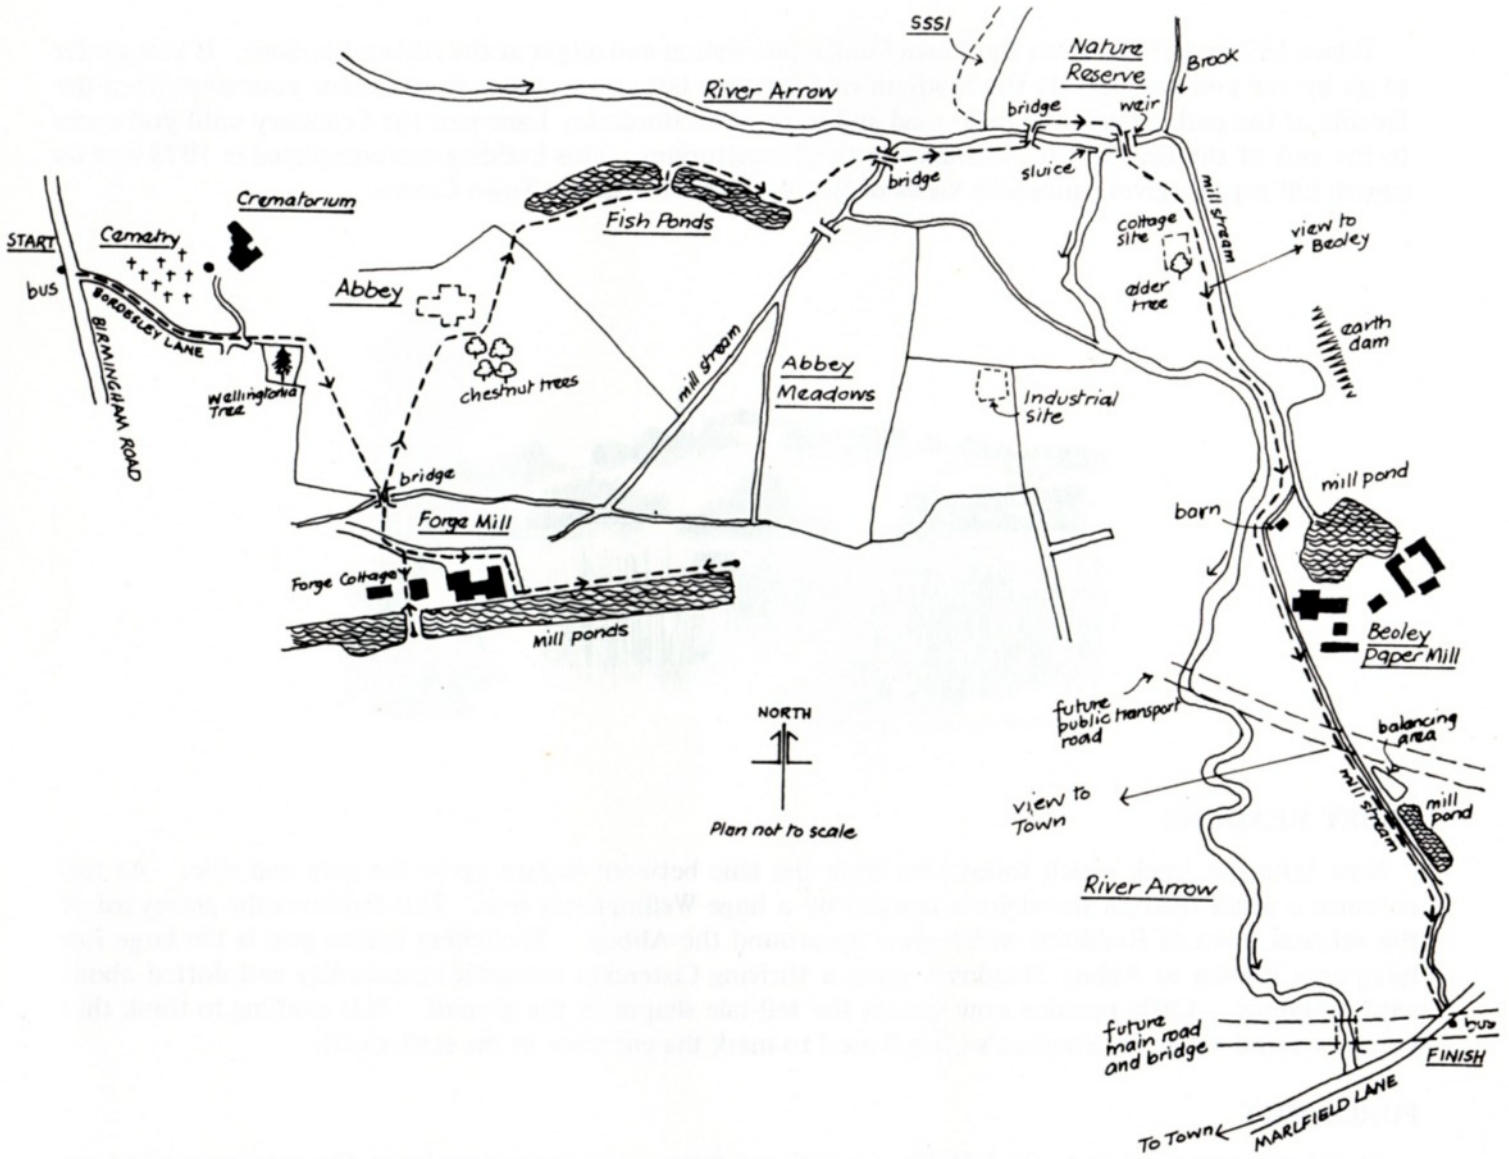 SSSI
Nature
Reserve
Brook
River Arrow
bridge
weir
bridge
sluice
mill stream
Crematorium
Cemetry
START
Fish Ponds
cottage
site
view to
Beoley
bus
Abbey
alder
tree
BORDESLEY LANE
BIRMINGHAM ROAD
earth
dam
Wellingtonia
Tree
chestnut trees
mill stream
Abbey
Meadows
Industrial
site
bridge
mill pond
Forge Mill
barn
Forge Cottage
Mill ponds
Beoley
Paper Mill
future
public transport
road
NORTH
balancing
area
view to
Town
mill stream
mill
pond
Plan not to scale
River Arrow
future
main road
and bridge
bus
FINISH
MARLFIELD LANE
To Town